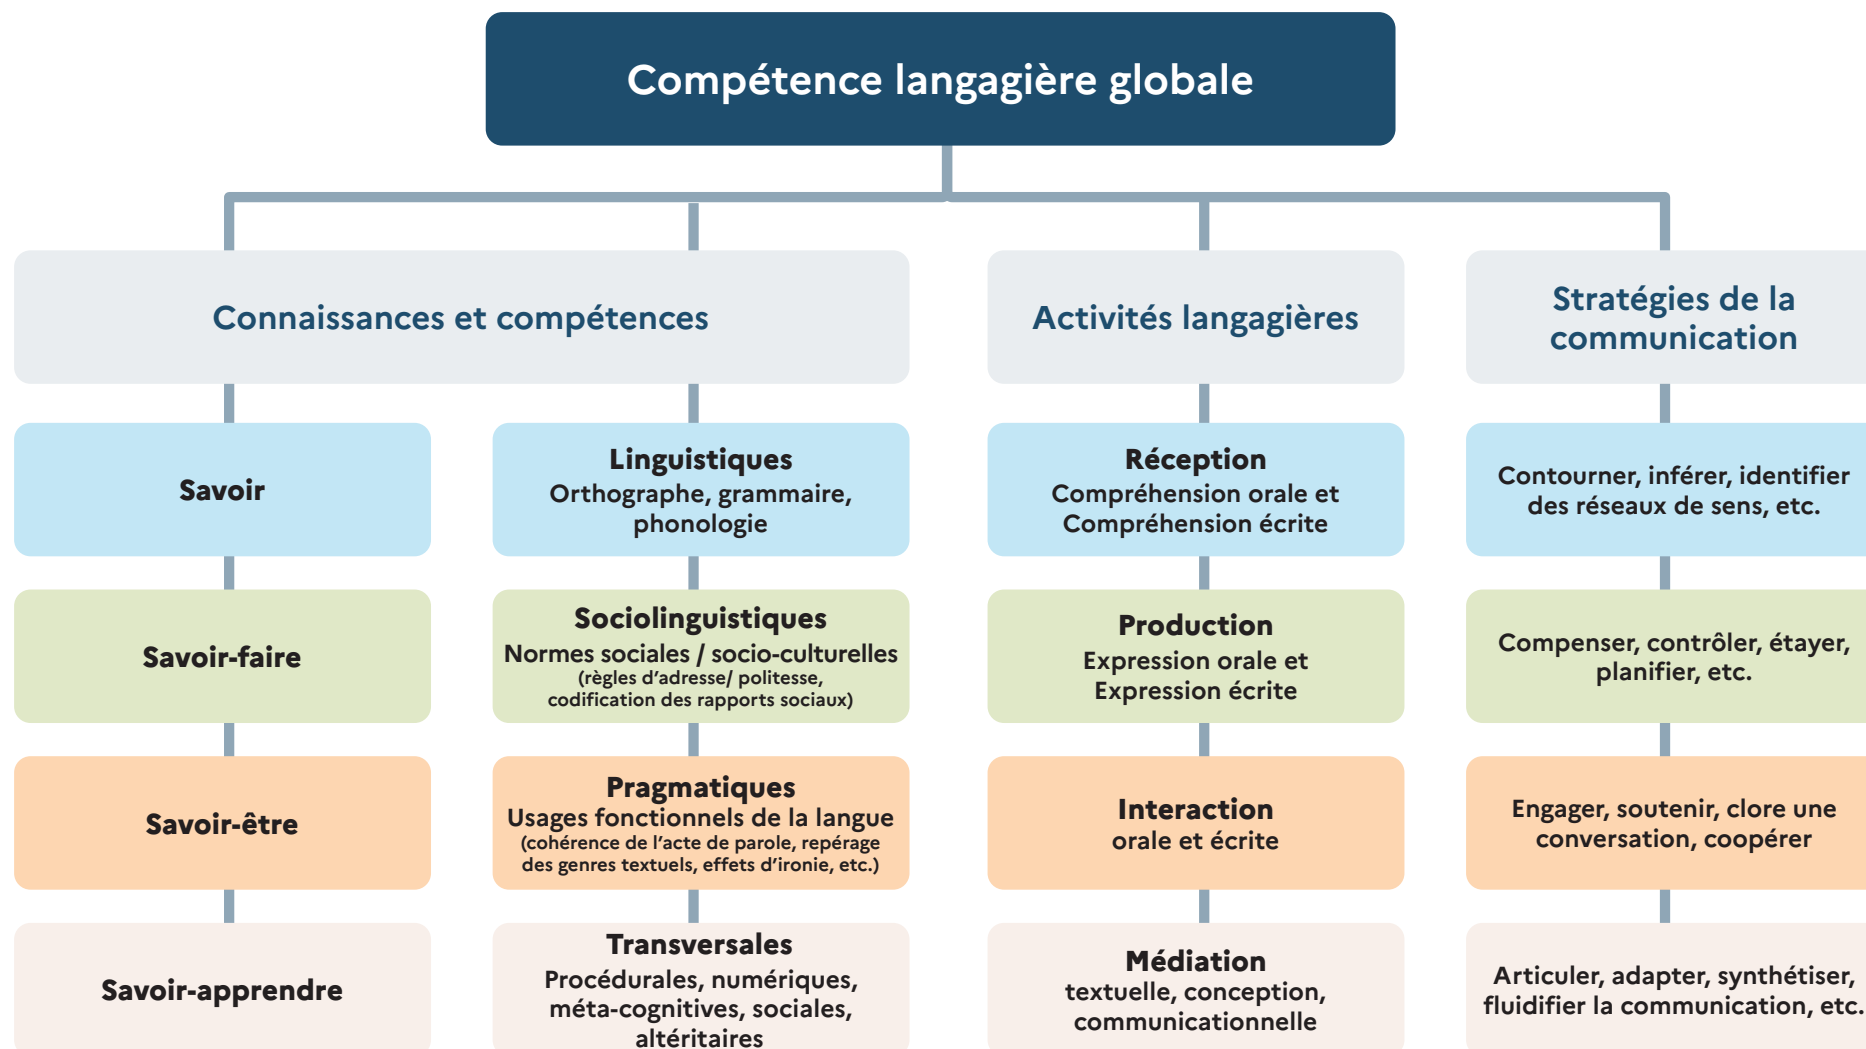 Compétence langagière globale
Connaissances et compétences
Activités langagières
Stratégies de la
communication
Savoir
Linguistiques
Orthographe, grammaire,
phonologie
Réception
Compréhension orale et
Compréhension écrite
Contourner, inférer, identifier
des réseaux de sens, etc.
Savoir-faire
Sociolinguistiques
Normes sociales / socio-culturelles
(règles d'adresse/ politesse,
codification des rapports sociaux)
Production
Expression orale et
Expression écrite
Compenser, contrôler, étayer,
planifier, etc.
Savoir-être
Pragmatiques
Usages fonctionnels de la langue
(cohérence de l'acte de parole, repérage
des genres textuels, effets d'ironie, etc.)
Interaction
orale et écrite
Engager, soutenir, clore une
conversation, coopérer
Savoir-apprendre
Transversales
Procédurales, numériques,
méta-cognitives, sociales,
altéritaires
Médiation
textuelle, conception,
communicationnelle
Articuler, adapter, synthétiser,
fluidifier la communication, etc.